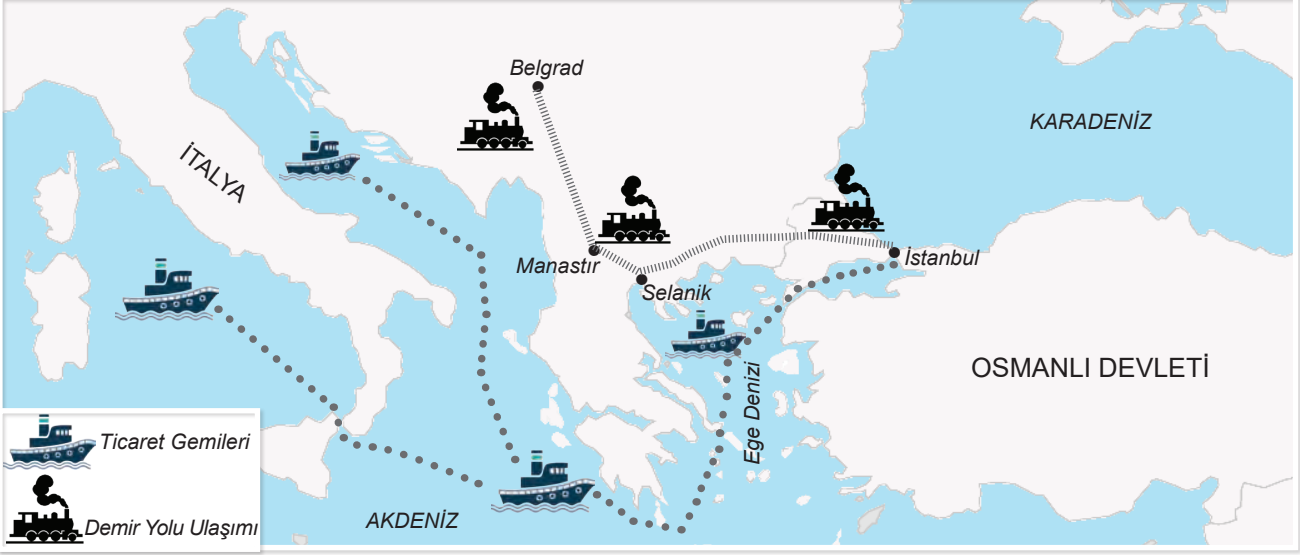 Belgrad
KARADENİZ
İTALYA
Manastır
İstanbul
Selanik
OSMANLI DEVLETİ
Ege Denizi
Ticaret Gemileri
AKDENİZ
Demir Yolu Ulaşımı